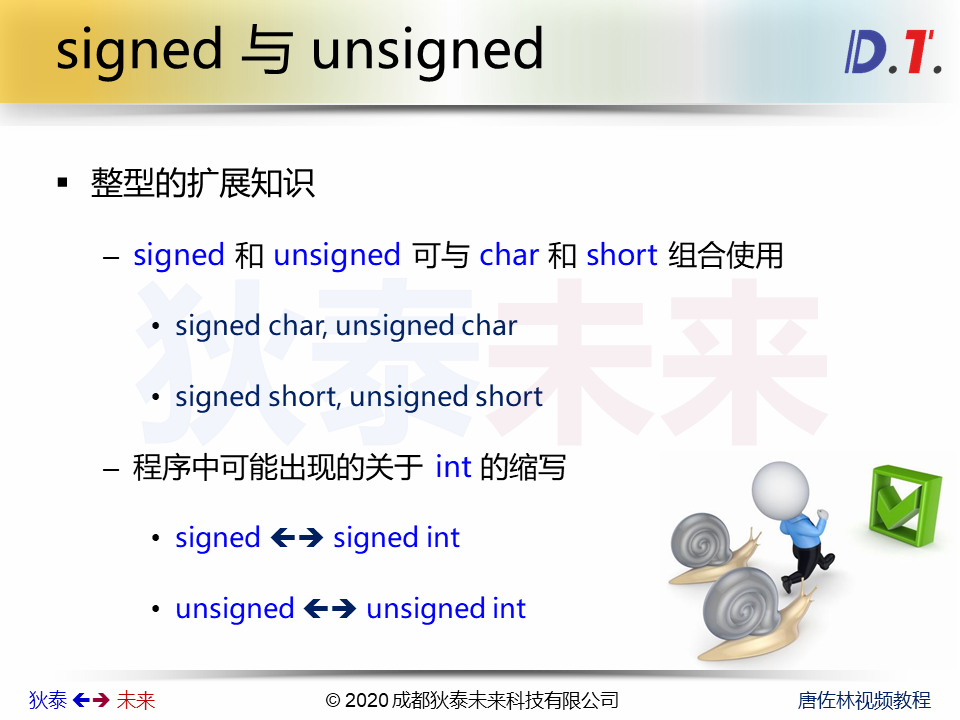 signed 与 unsigned
D.T.
整型的扩展知识
signed 和 unsigned 可与 char 和 short 组合使用
signed char, unsigned char
signed short, unsigned short
程序中可能出现的关于 int 的缩写
signed 🡸🡺 signed int
unsigned 🡸🡺 unsigned int
狄泰未来
狄泰 🡸🡺 未来
© 2020 成都狄泰未来科技有限公司
唐佐林视频教程